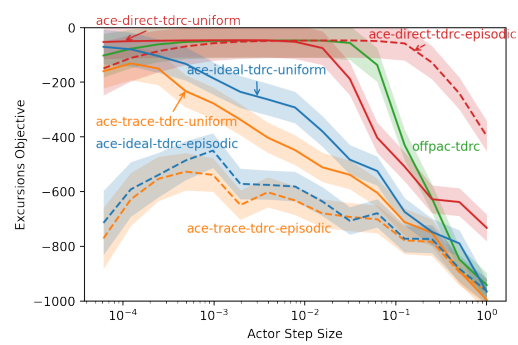 ace-direct-tdrc-uniform
ace-direct-tdrc-episodic
ace-ideal-tdrc-uniform
ace-trace-tdrc-uniform
ace-ideal-tdrc-episodic
offpac-tdrc
ace-trace-tdrc-episodic
Excursions Objective
0
−200
−400
−600
−800
−1000
10⁻⁴ 10⁻³ 10⁻² 10⁻¹ 10⁰
Actor Step Size